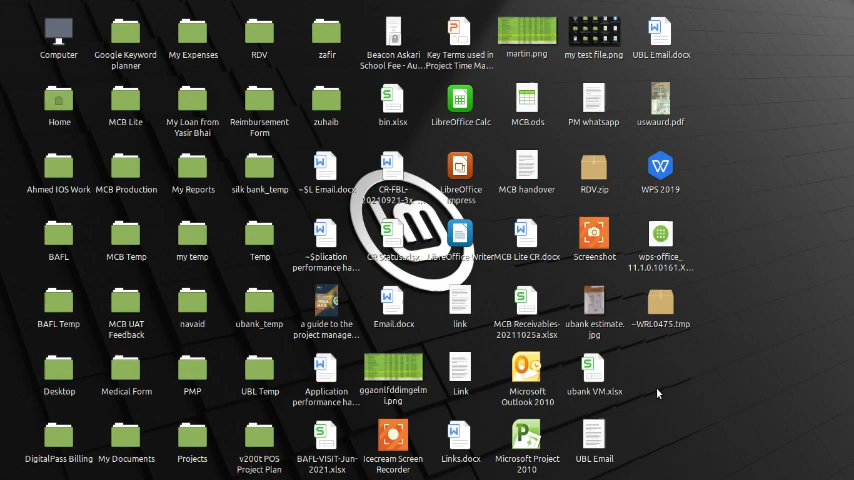 Computer
Google Keyword
planner
My Expenses
RDV
zafir
Beacon Askari
School Fee - Au...
Key Terms used in
Project Time Ma...
martin.png
my test file.png
UBL Email.docx
Home
MCB Lite
My Loan from
Yasir Bhai
Reimbursement
Form
zuhaib
bin.xlsx
LibreOffice Calc
MCB.ods
PM whatsapp
uswaurd.pdf
Ahmed IOS Work
MCB Production
My Reports
silk bank_temp
~$L Email.docx
CR-FBL-
20210921-3x...
LibreOffice
Impress
MCB handover
RDV.zip
WPS 2019
BAFL
MCB Temp
my temp
Temp
~$plication
performance ha...
CR Status.xlsx
LibreOffice Writer
MCB Lite CR.docx
Screenshot
wps-office_
11.1.0.10161.X...
BAFL Temp
MCB UAT
Feedback
navaid
ubank_temp
a guide to the
project manage...
Email.docx
link
MCB Receivables-
20211025a.xlsx
ubank estimate.
jpg
~WRL0475.tmp
Desktop
Medical Form
PMP
UBL Temp
Application
performance ha...
ggaonlfddimgelm
i.png
Link
Microsoft
Outlook 2010
ubank VM.xlsx
DigitalPass Billing
My Documents
Projects
v200t POS
Project Plan
BAFL-VISIT-Jun-
2021.xlsx
Icecream Screen
Recorder
Links.docx
Microsoft Project
2010
UBL Email